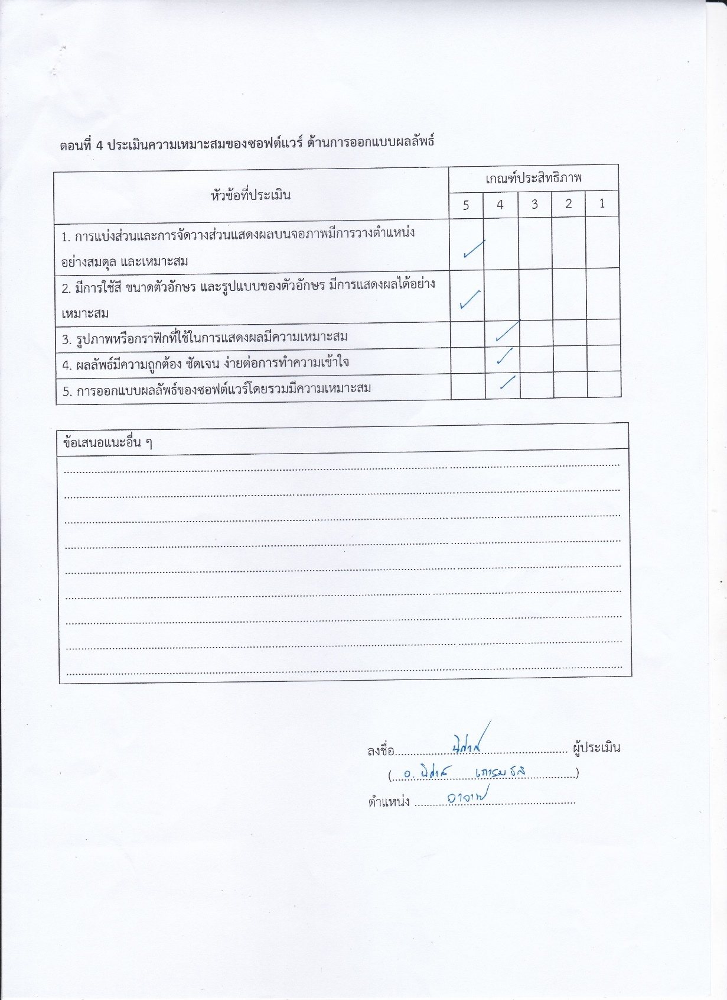 ตอนที่ 4 ประเมินความเหมาะสมของซอฟต์แวร์ ด้านการออกแบบผลลัพธ์
หัวข้อที่ประเมิน
เกณฑ์ประสิทธิภาพ
5 4 3 2 1
1. การแบ่งส่วนและการจัดวางส่วนแสดงผลบนจอภาพมีการวางตำแหน่ง
อย่างสมดุล และเหมาะสม
2. มีการใช้สี ขนาดตัวอักษร และรูปแบบของตัวอักษร มีการแสดงผลได้อย่าง
เหมาะสม
3. รูปภาพหรือกราฟิกที่ใช้ในการแสดงผลมีความเหมาะสม
4. ผลลัพธ์มีความถูกต้อง ชัดเจน ง่ายต่อการทำความเข้าใจ
5. การออกแบบผลลัพธ์ของซอฟต์แวร์โดยรวมมีความเหมาะสม
ข้อเสนอแนะอื่น ๆ
ลงชื่อ ผู้ประเมิน
(อ. )
ตำแหน่ง อาจารย์